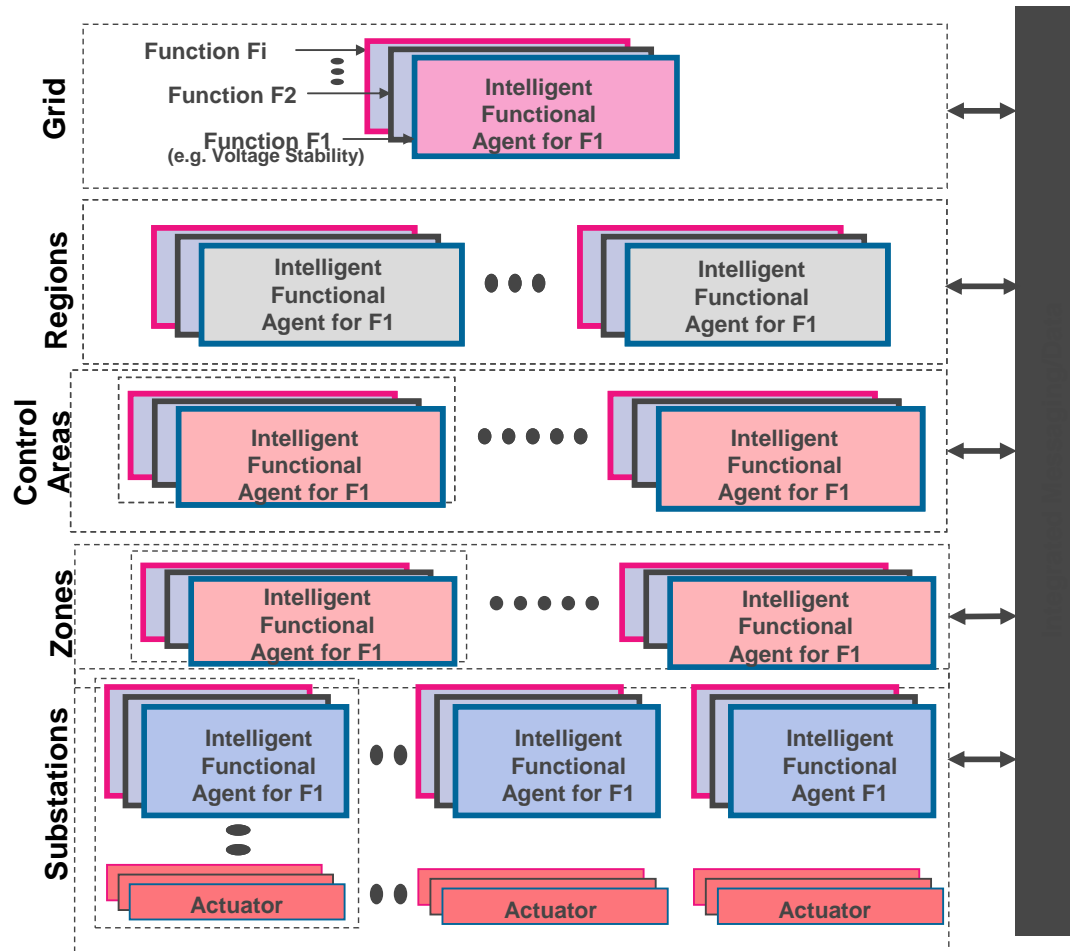 Grid
Function Fi
Function F2
Function F1
(e.g. Voltage Stability)
Intelligent
Functional
Agent for F1
Regions
Intelligent
Functional
Agent for F1
Intelligent
Functional
Agent for F1
Control
Areas
Intelligent
Functional
Agent for F1
Intelligent
Functional
Agent for F1
Zones
Intelligent
Functional
Agent for F1
Intelligent
Functional
Agent for F1
Substations
Intelligent
Functional
Agent for F1
Intelligent
Functional
Agent for F1
Intelligent
Functional
Agent F1
Actuator
Actuator
Actuator